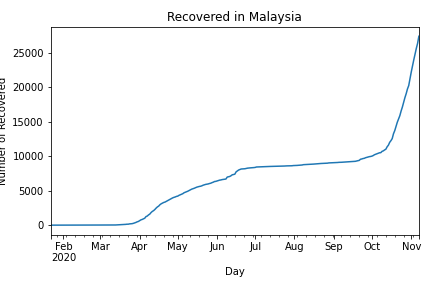 Recovered in Malaysia
Number of Recovered
25000
20000
15000
10000
5000
0
Feb Mar Apr May Jun Jul Aug Sep Oct Nov
2020
Day